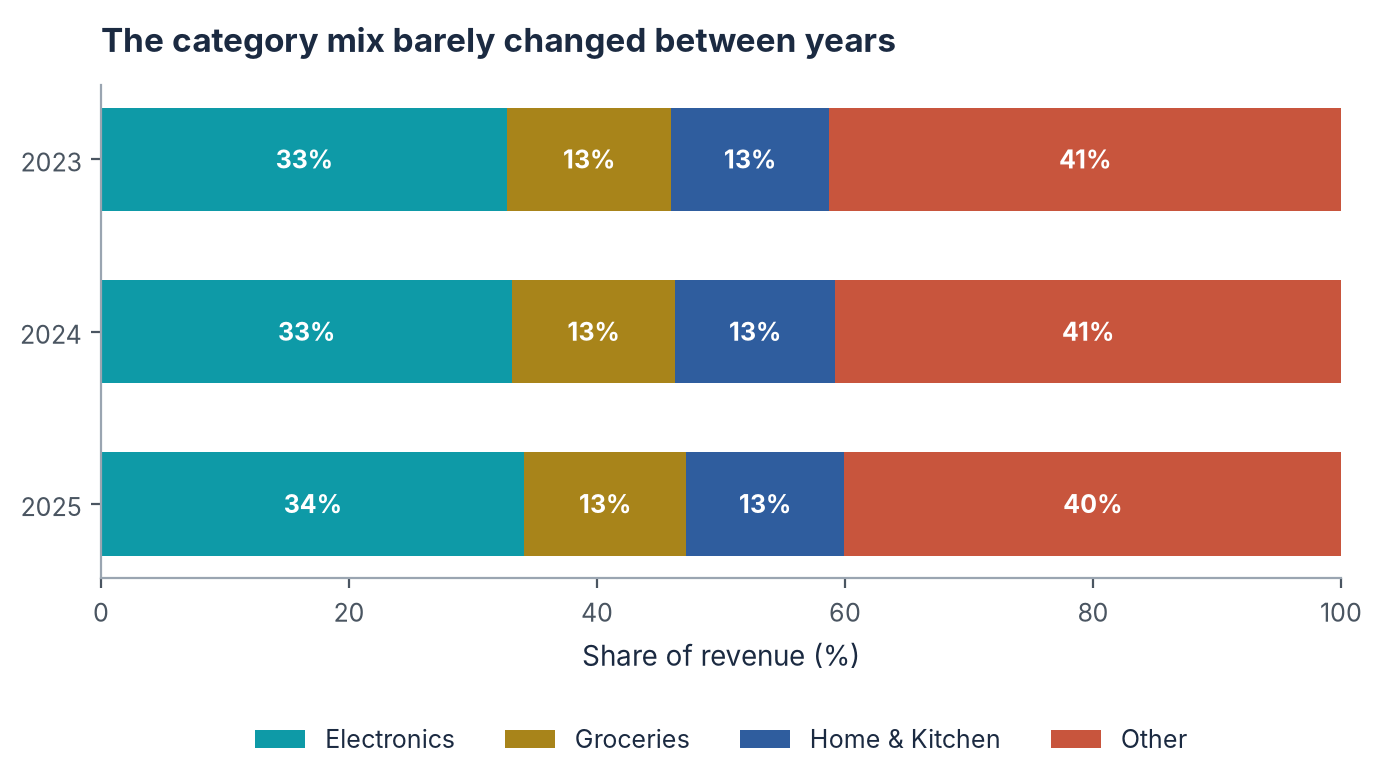 The category mix barely changed between years
2023 33% 13% 13% 41%
2024 33% 13% 13% 41%
2025 34% 13% 13% 40%
0 20 40 60 80 100
Share of revenue (%)
Electronics Groceries Home & Kitchen Other